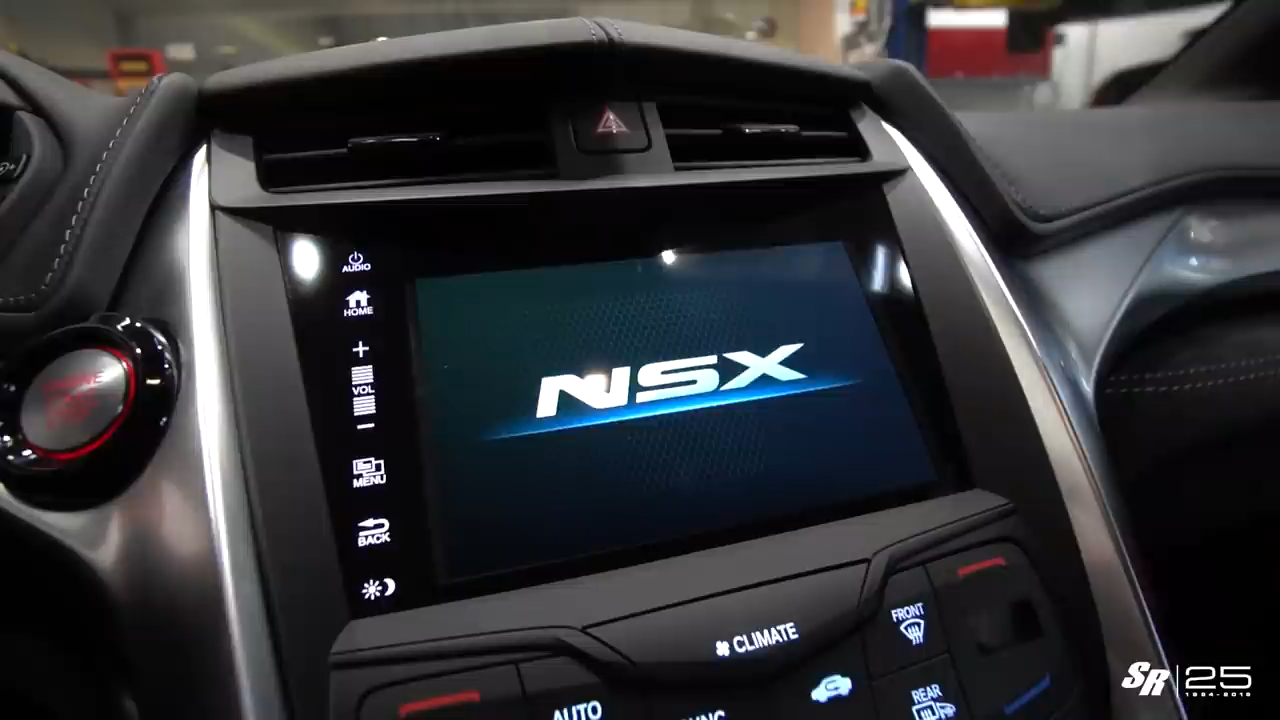 AUDIO
HOME
+
VOL
-
MENU
BACK
NSX
CLIMATE
FRONT
REAR
AUTO
SR 25